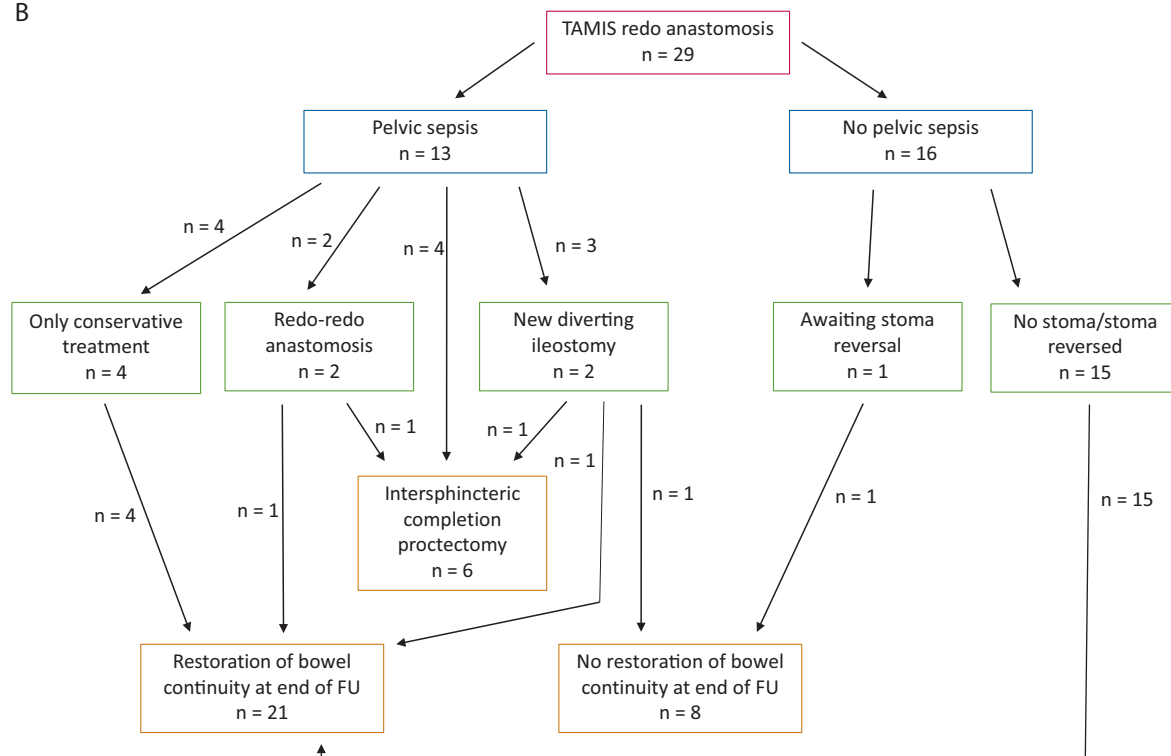 B
TAMIS redo anastomosis
n = 29
Pelvic sepsis
n = 13
No pelvic sepsis
n = 16
n = 4
n = 2
n = 4
n = 3
Only conservative
treatment
n = 4
Redo-redo
anastomosis
n = 2
New diverting
ileostomy
n = 2
Awaiting stoma
reversal
n = 1
No stoma/stoma
reversed
n = 15
n = 1
n = 1
n = 1
Intersphincteric
completion
proctectomy
n = 6
n = 4
n = 1
n = 1
n = 1
n = 15
Restoration of bowel
continuity at end of FU
n = 21
No restoration of bowel
continuity at end of FU
n = 8